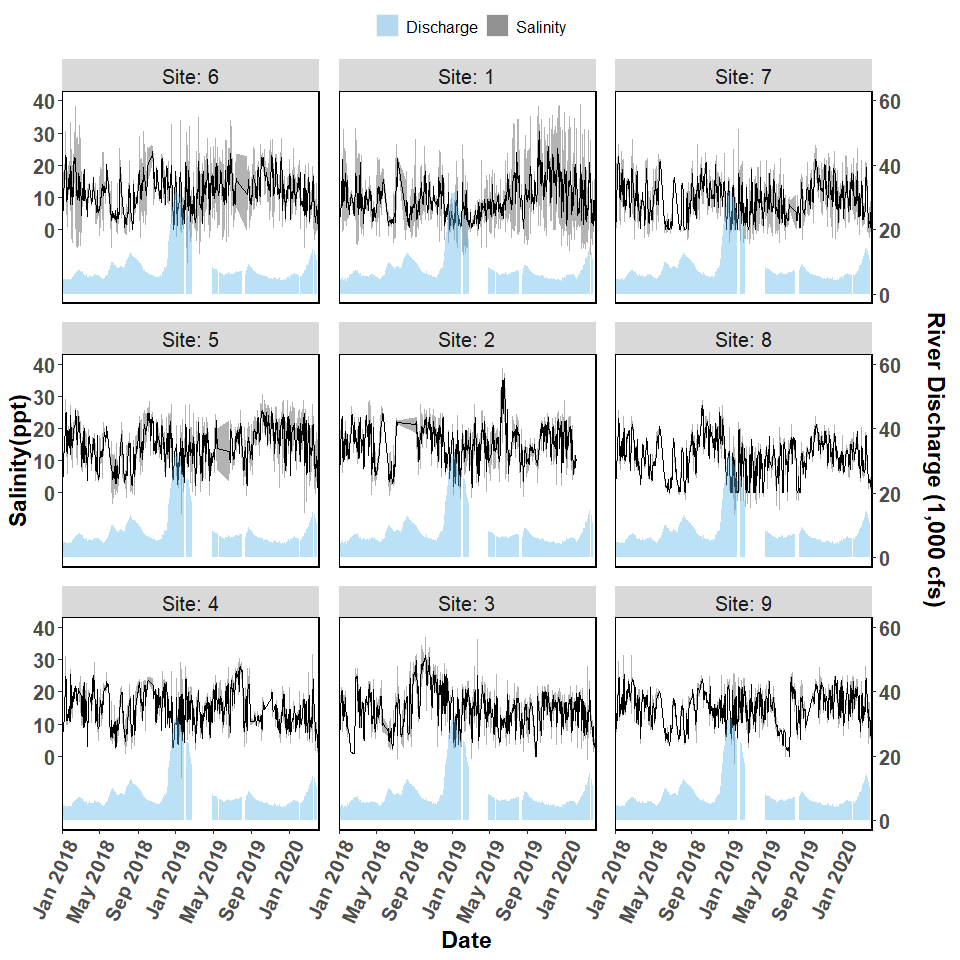 Discharge Salinity
Site: 6 Site: 1 Site: 7
40 60
30
20 40
10
0 20
0
Site: 5 Site: 2 Site: 8
40 60
30
20 40
10
0 20
0
Site: 4 Site: 3 Site: 9
40 60
30
20 40
10
0 20
0
Salinity(ppt)
River Discharge (1,000 cfs)
Jan 2018 May 2018 Sep 2018 Jan 2019 May 2019 Sep 2019 Jan 2020 Jan 2018 May 2018 Sep 2018 Jan 2019 May 2019 Sep 2019 Jan 2020 Jan 2018 May 2018 Sep 2018 Jan 2019 May 2019 Sep 2019 Jan 2020
Date